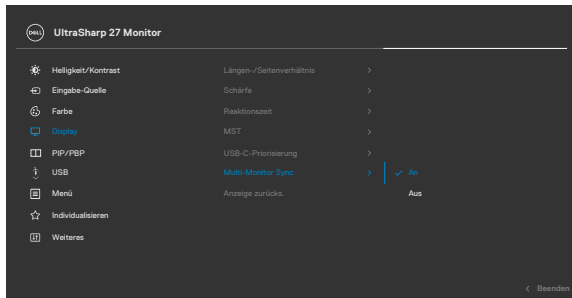 DELL UltraSharp 27 Monitor
Helligkeit/Kontrast Längen-/Seitenverhältnis
Eingabe-Quelle Schärfe
Farbe Reaktionszeit
Display MST
PIP/PBP USB-C-Priorisierung
USB Multi-Monitor Sync An
Menü Anzeige zurücks. Aus
Individualisieren
Weiteres
Beenden